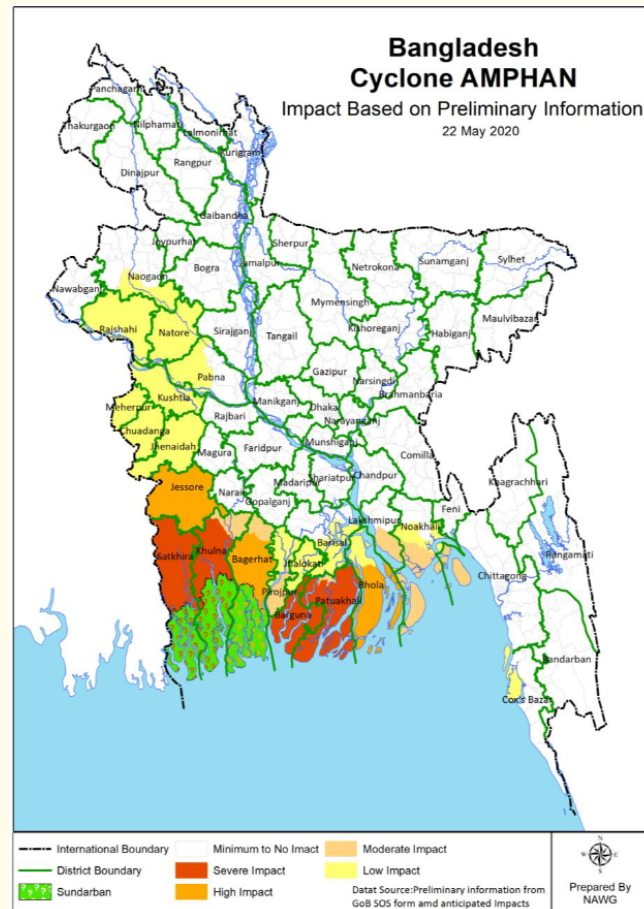 Bangladesh
Cyclone AMPHAN
Impact Based on Preliminary Information
22 May 2020
Panchagarh
Thakurgaon
Nilphamari
Lalmonirhat
Kurigram
Rangpur
Dinajpur
Gaibandha
Joypurhat
Sherpur
Jamalpur
Bogra
Netrokona
Sunamganj
Sylhet
Naogaon
Nawabganj
Mymensingh
Maulvibazar
Rajshahi
Natore
Sirajganj
Tangail
Kishoreganj
Habiganj
Gazipur
Pabna
Narsingdi
Brahmanbaria
Kushtia
Manikganj
Dhaka
Meherpur
Rajbari
Narayanganj
Chuadanga
Munshiganj
Jhenaidah
Magura
Faridpur
Comilla
Shariatpur
Chandpur
Khagrachhari
Madaripur
Jessore
Narail
Gopalganj
Feni
Lakshmipur
Noakhali
Barisal
Satkhira
Khulna
Bagerhat
Jhalokati
Rangamati
Chittagong
Bhola
Pirojpur
Patuakhali
Barguna
Bandarban
Cox's Bazar
International Boundary
Minimum to No Imact
Moderate Impact
District Boundary
Severe Impact
Low Impact
Sundarban
High Impact
Datat Source:Preliminary information from
GoB SOS form and anticipated Impacts
N
W
E
S
Prepared By
NAWG